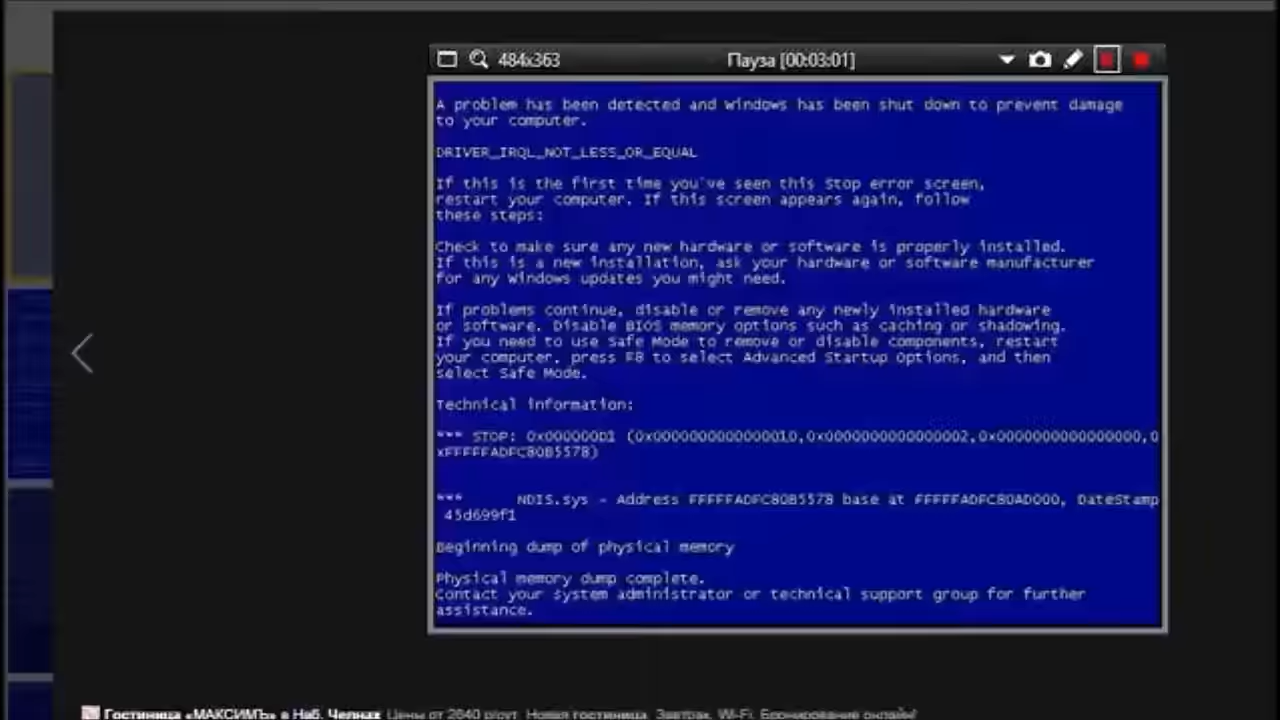 484x363 Пауза [00:03:01]
A problem has been detected and Windows has been shut down to prevent damage
to your computer.
DRIVER_IRQL_NOT_LESS_OR_EQUAL
If this is the first time you've seen this Stop error screen,
restart your computer. If this screen appears again, follow
these steps:
Check to make sure any new hardware or software is properly installed.
If this is a new installation, ask your hardware or software manufacturer
for any Windows updates you might need.
If problems continue, disable or remove any newly installed hardware
or software. Disable BIOS memory options such as caching or shadowing.
If you need to use Safe Mode to remove or disable components, restart
your computer, press F8 to select Advanced Startup Options, and then
select Safe Mode.
Technical information:
*** STOP: 0x000000D1 (0x0000000000000010,0x0000000000000002,0x0000000000000000,0
xFFFFFADFC80B5578)
*** NDIS.sys - Address FFFFFADFC80B5578 base at FFFFFADFC80AD000, DateStamp
45d699f1
Beginning dump of physical memory
Physical memory dump complete.
Contact your system administrator or technical support group for further
assistance.
Гостиница «МАКСИМЪ» в Наб. Челнах Цены от 2640 р/сут. Новая гостиница. Завтрак. Wi-Fi. Бронирование онлайн!